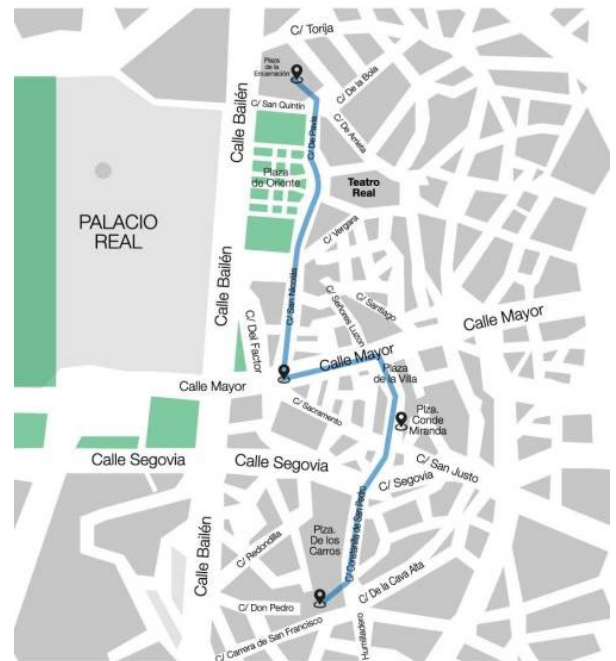 C/ Torija
Plaza
de la
Encarnación
C/ De la Bola
C/ San Quintín
C/ De Pavia
C/ De Arrieta
Calle Bailén
Plaza
de Oriente
Teatro
Real
PALACIO
REAL
C/ Vergara
Calle Bailén
C/ San Nicolás
C/ Santiago
C/ Señores Luzon
C/ Del Factor
Calle Mayor
Calle Mayor
Calle Mayor
Plaza
de la Villa
C/ Sacramento
Plza.
Conde
Miranda
Calle Segovia
Calle Segovia
C/ San Justo
C/ Segovia
C/ Constanilla de San Pedro
Plza.
De los
Carros
C/ Redondilla
Calle Bailén
C/ De la Cava Alta
C/ Don Pedro
C/ Carrera de San Francisco
Humilladero